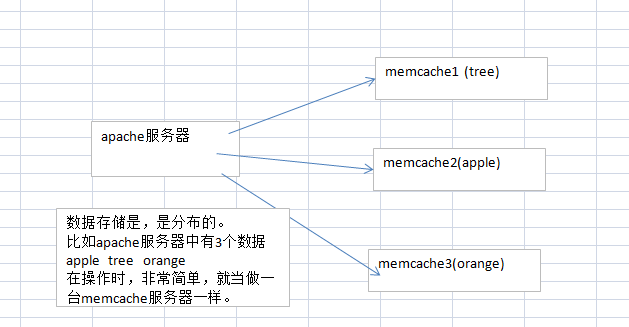 memcache1 (tree)
apache服务器
memcache2(apple)
数据存储是，是分布的。
比如apache服务器中有3个数据
apple tree orange
在操作时，非常简单，就当做一
台memcache服务器一样。
memcache3(orange)